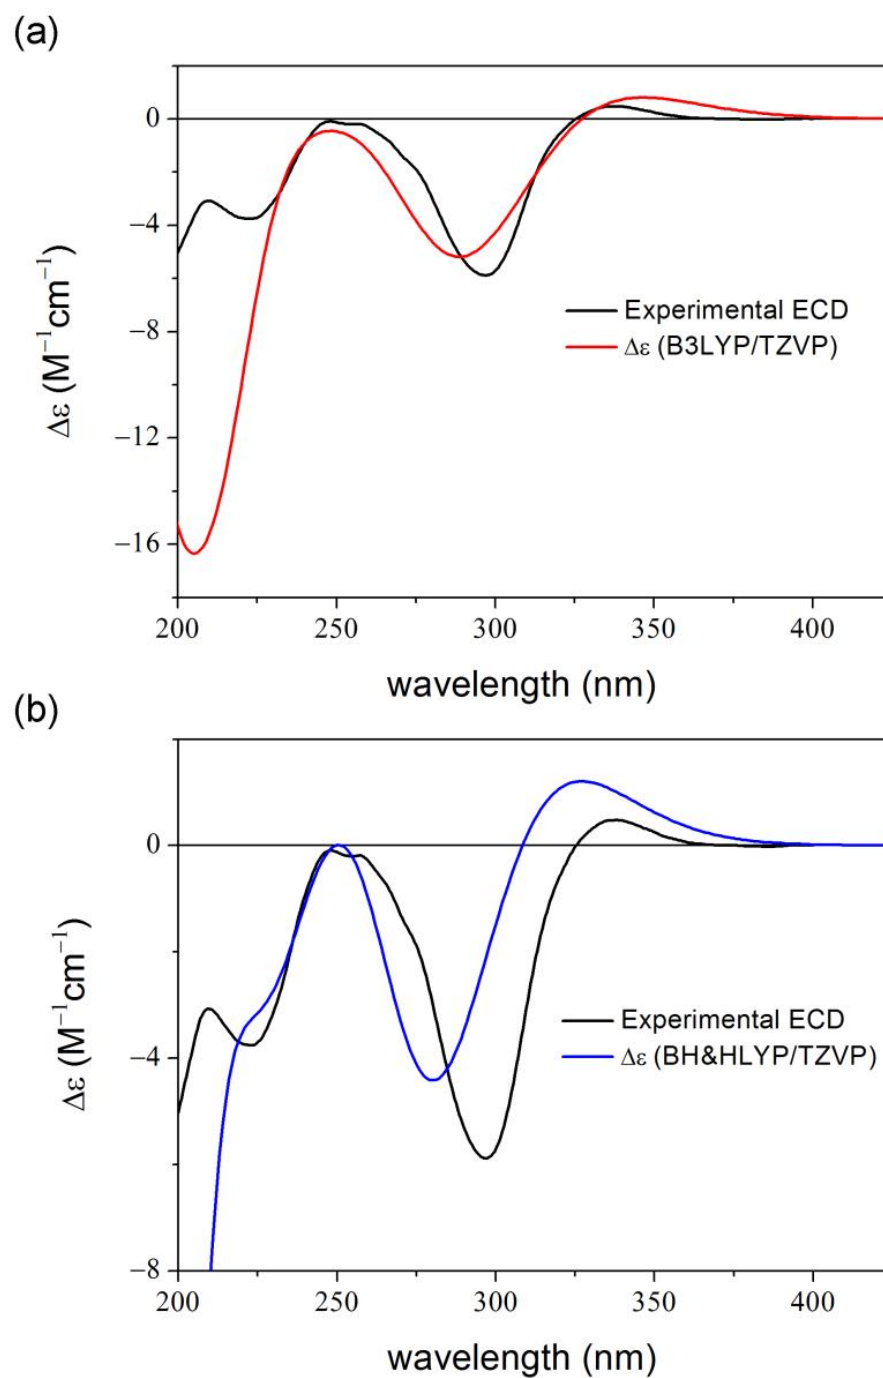 (a)
0
−4
−8
−12
−16
Δε (M⁻¹cm⁻¹)
Experimental ECD
Δε (B3LYP/TZVP)
200 250 300 350 400
wavelength (nm)
(b)
0
−4
−8
Δε (M⁻¹cm⁻¹)
Experimental ECD
Δε (BH&HLYP/TZVP)
200 250 300 350 400
wavelength (nm)